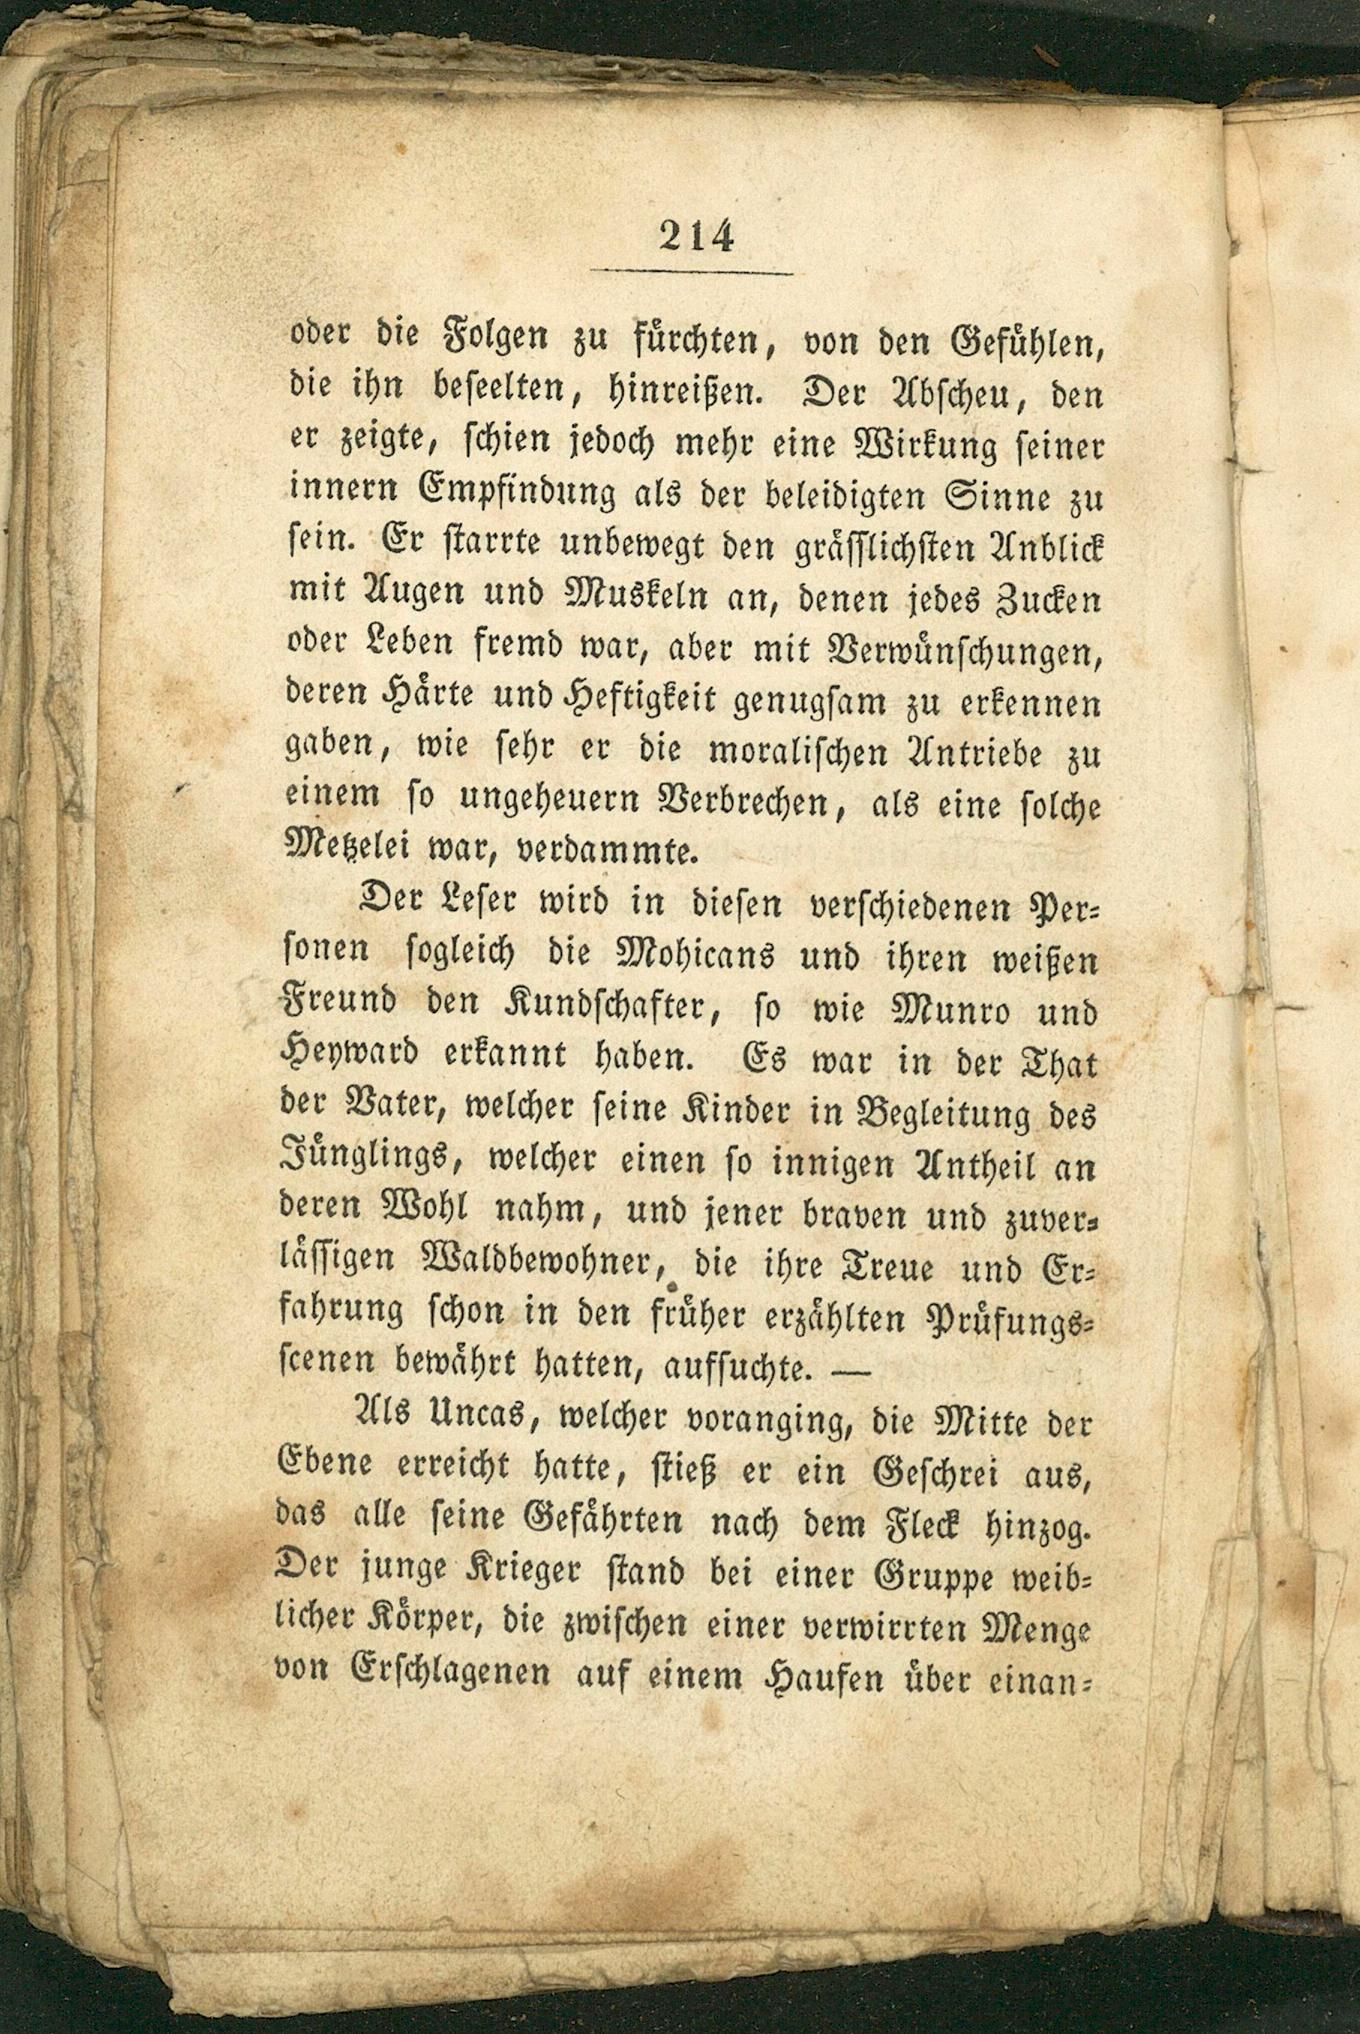 214
oder die Folgen zu fürchten, von den Gefühlen,
die ihn beseelten, hinreißen. Der Abscheu, den
er zeigte, schien jedoch mehr eine Wirkung seiner
innern Empfindung als der beleidigten Sinne zu
sein. Er starrte unbewegt den grässlichsten Anblick
mit Augen und Muskeln an, denen jedes Zucken
oder Leben fremd war, aber mit Verwünschungen,
deren Härte und Heftigkeit genugsam zu erkennen
gaben, wie sehr er die moralischen Antriebe zu
einem so ungeheuern Verbrechen, als eine solche
Metzelei war, verdammte.
Der Leser wird in diesen verschiedenen Per-
sonen sogleich die Mohicans und ihren weißen
Freund den Kundschafter, so wie Munro und
Heyward erkannt haben. Es war in der That
der Vater, welcher seine Kinder in Begleitung des
Jünglings, welcher einen so innigen Antheil an
deren Wohl nahm, und jener braven und zuver-
lässigen Waldbewohner, die ihre Treue und Er-
fahrung schon in den früher erzählten Prüfungs-
scenen bewährt hatten, aufsuchte. —
Als Uncas, welcher voranging, die Mitte der
Ebene erreicht hatte, stieß er ein Geschrei aus,
das alle seine Gefährten nach dem Fleck hinzog.
Der junge Krieger stand bei einer Gruppe weib-
licher Körper, die zwischen einer verwirrten Menge
von Erschlagenen auf einem Haufen über einan-